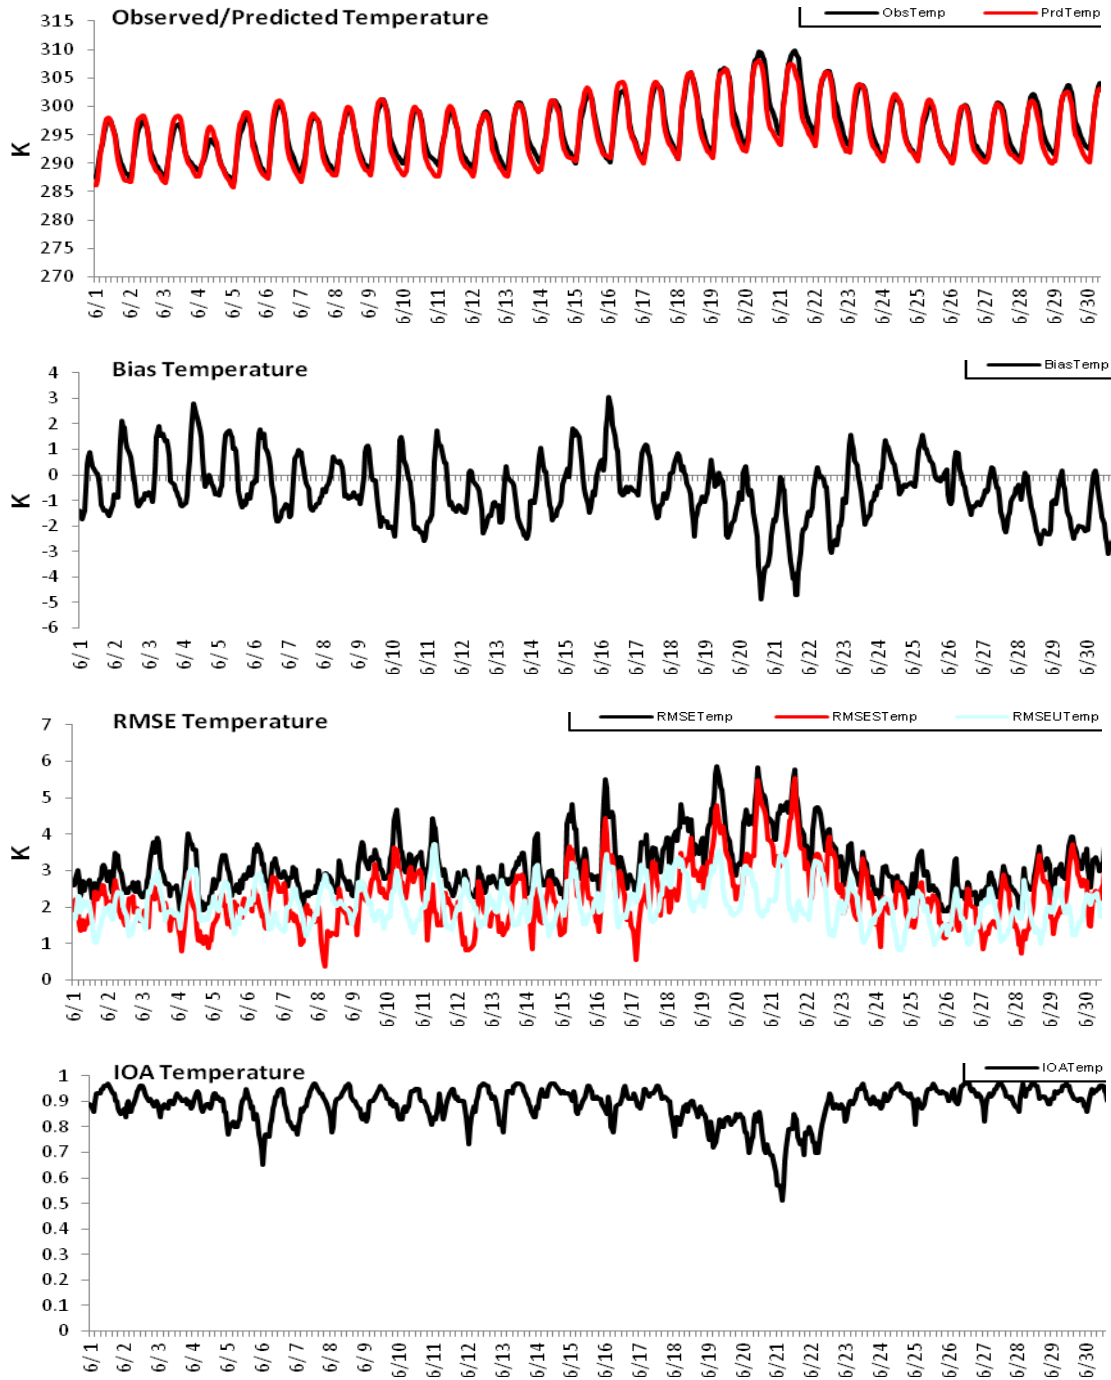 Observed/Predicted Temperature
ObsTemp PrdTemp
315
310
305
300
295
290
285
280
275
270
K
6/1 6/2 6/3 6/4 6/5 6/6 6/7 6/8 6/9 6/10 6/11 6/12 6/13 6/14 6/15 6/16 6/17 6/18 6/19 6/20 6/21 6/22 6/23 6/24 6/25 6/26 6/27 6/28 6/29 6/30
Bias Temperature
BiasTemp
4
3
2
1
0
-1
-2
-3
-4
-5
-6
K
6/1 6/2 6/3 6/4 6/5 6/6 6/7 6/8 6/9 6/10 6/11 6/12 6/13 6/14 6/15 6/16 6/17 6/18 6/19 6/20 6/21 6/22 6/23 6/24 6/25 6/26 6/27 6/28 6/29 6/30
RMSE Temperature
RMSETemp RMSESTemp RMSEUTemp
7
6
5
4
3
2
1
0
K
6/1 6/2 6/3 6/4 6/5 6/6 6/7 6/8 6/9 6/10 6/11 6/12 6/13 6/14 6/15 6/16 6/17 6/18 6/19 6/20 6/21 6/22 6/23 6/24 6/25 6/26 6/27 6/28 6/29 6/30
IOA Temperature
IOATemp
1
0.9
0.8
0.7
0.6
0.5
0.4
0.3
0.2
0.1
0
6/1 6/2 6/3 6/4 6/5 6/6 6/7 6/8 6/9 6/10 6/11 6/12 6/13 6/14 6/15 6/16 6/17 6/18 6/19 6/20 6/21 6/22 6/23 6/24 6/25 6/26 6/27 6/28 6/29 6/30